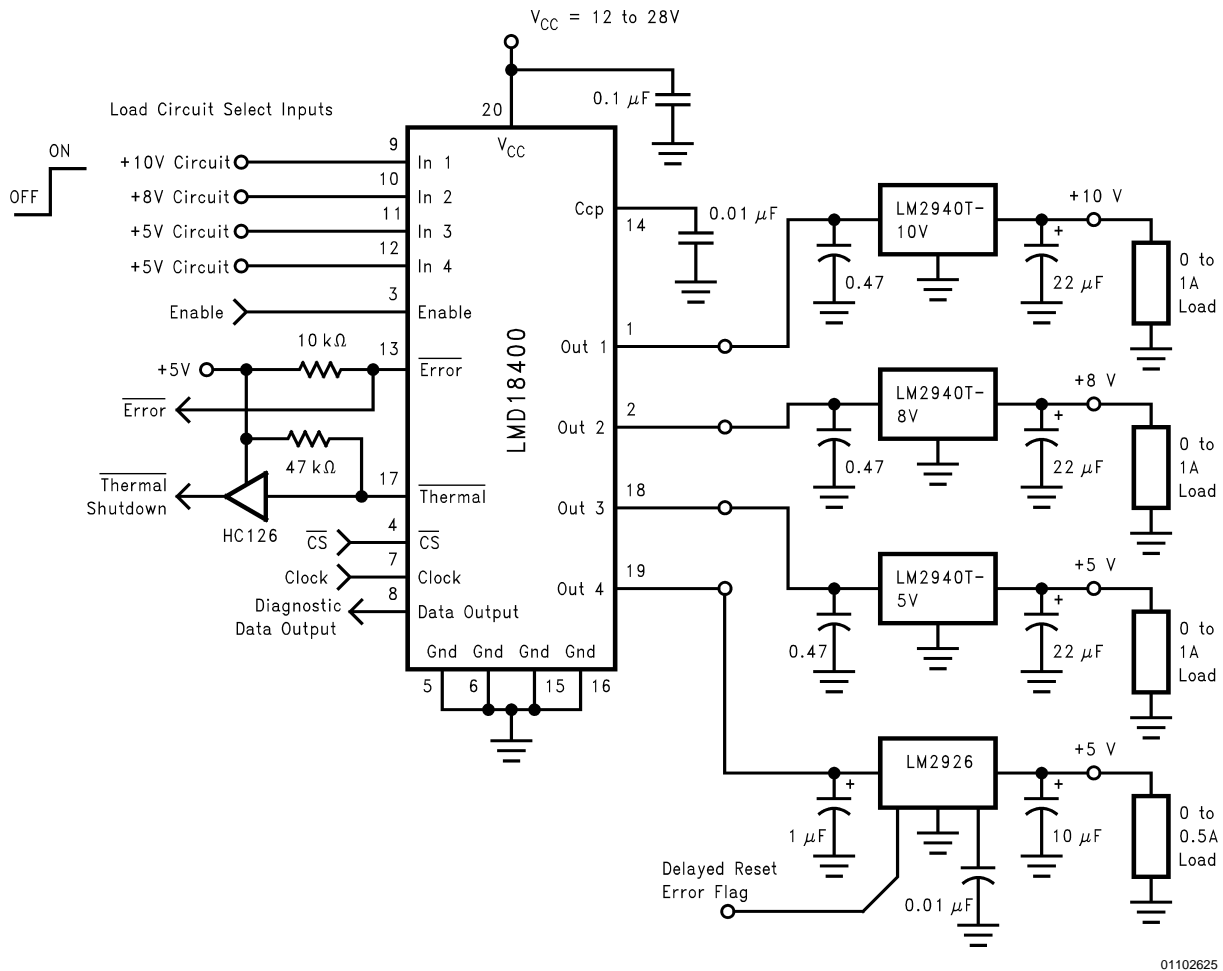 V_CC = 12 to 28V
0.1 μF
20
V_CC
Load Circuit Select Inputs
ON
OFF
+10V Circuit
9
In 1
+8V Circuit
10
In 2
+5V Circuit
11
In 3
+5V Circuit
12
In 4
Enable
3
Enable
10 kΩ
13
+5V
Error
Error
47 kΩ
17
Thermal
Shutdown
Thermal
HC126
CS
4
CS
Clock
7
Clock
Diagnostic
Data Output
8
Data Output
LMD18400
Gnd Gnd Gnd Gnd
5 6 15 16
Ccp
14
0.01 μF
Out 1
1
Out 2
2
Out 3
18
Out 4
19
0.47
LM2940T-
10V
22 μF
+10 V
0 to
1A
Load
0.47
LM2940T-
8V
22 μF
+8 V
0 to
1A
Load
0.47
LM2940T-
5V
22 μF
+5 V
0 to
1A
Load
1 μF
LM2926
10 μF
+5 V
0 to
0.5A
Load
Delayed Reset
Error Flag
0.01 μF
01102625